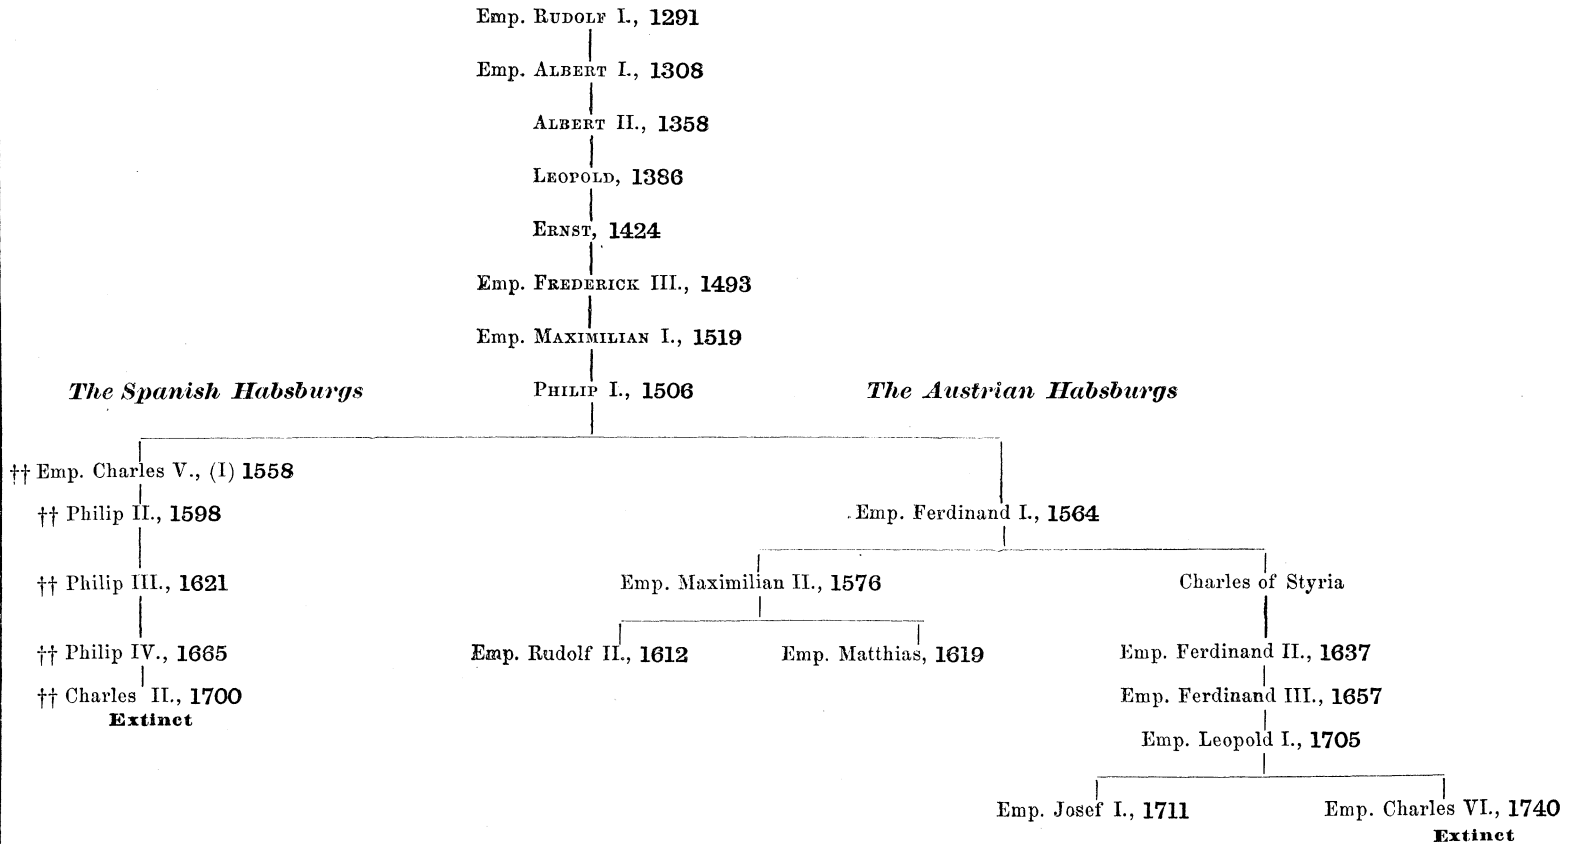 Emp. Rudolf I., 1291
Emp. Albert I., 1308
Albert II., 1358
Leopold, 1386
Ernst, 1424
Emp. Frederick III., 1493
Emp. Maximilian I., 1519
The Spanish Habsburgs
Philip I., 1506
The Austrian Habsburgs
†† Emp. Charles V., (I) 1558
†† Philip II., 1598
Emp. Ferdinand I., 1564
†† Philip III., 1621
Emp. Maximilian II., 1576
Charles of Styria
†† Philip IV., 1665
Emp. Rudolf II., 1612
Emp. Matthias, 1619
Emp. Ferdinand II., 1637
†† Charles II., 1700
Extinct
Emp. Ferdinand III., 1657
Emp. Leopold I., 1705
Emp. Josef I., 1711
Emp. Charles VI., 1740
Extinct